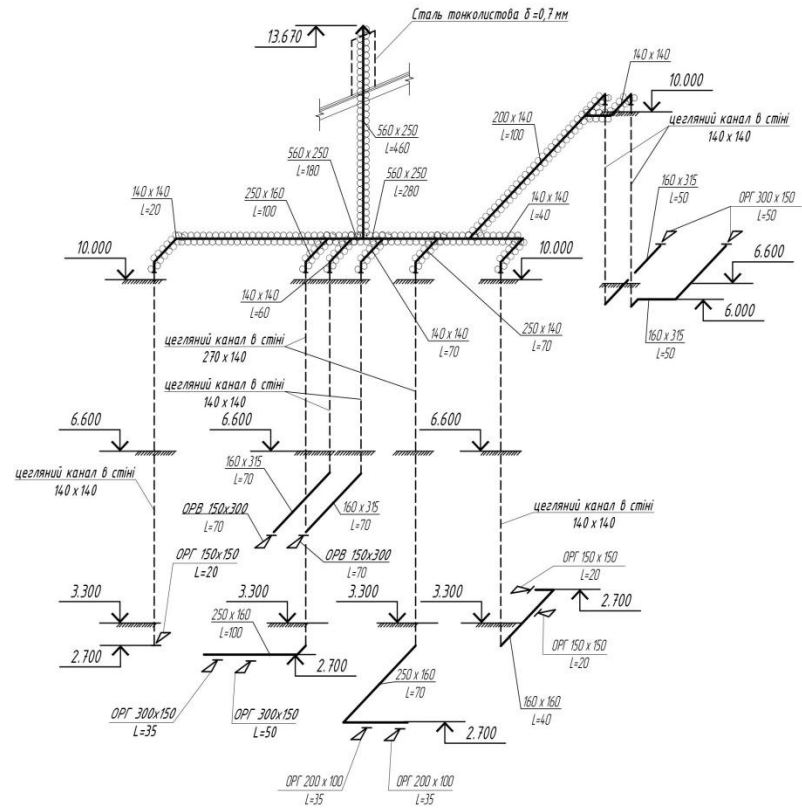 Сталь тонколистова δ=0,7 мм
13.670
560 x 250
L=460
560 x 250
L=180
560 x 250
L=280
250 x 160
L=100
140 x 140
L=20
200 x 140
L=100
140 x 140
10.000
цегляний канал в стіні
140 x 140
160 x 315
L=50
ОРГ 300 x 150
L=50
140 x 140
L=40
10.000
10.000
6.600
6.000
160 x 315
L=50
140 x 140
L=60
140 x 140
L=70
250 x 140
L=70
цегляний канал в стіні
270 x 140
цегляний канал в стіні
140 x 140
6.600
6.600
6.600
цегляний канал в стіні
140 x 140
160 x 315
L=70
ОРВ 150x300
L=70
160 x 315
L=70
ОРВ 150x300
L=70
цегляний канал в стіні
140 x 140
ОРГ 150x150
L=20
ОРГ 150 x 150
L=20
3.300
3.300
3.300
3.300
2.700
250 x 160
L=100
2.700
2.700
ОРГ 150 x 150
L=20
250 x 160
L=70
160 x 160
L=40
ОРГ 300x150
L=35
ОРГ 300x150
L=50
2.700
ОРГ 200 x 100
L=35
ОРГ 200 x 100
L=35